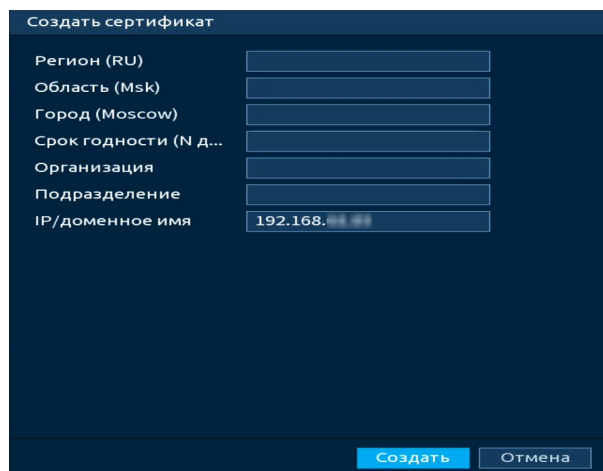 Создать сертификат
Регион (RU)
Область (Msk)
Город (Moscow)
Срок годности (N д...
Организация
Подразделение
IP/доменное имя 192.168.
Создать Отмена